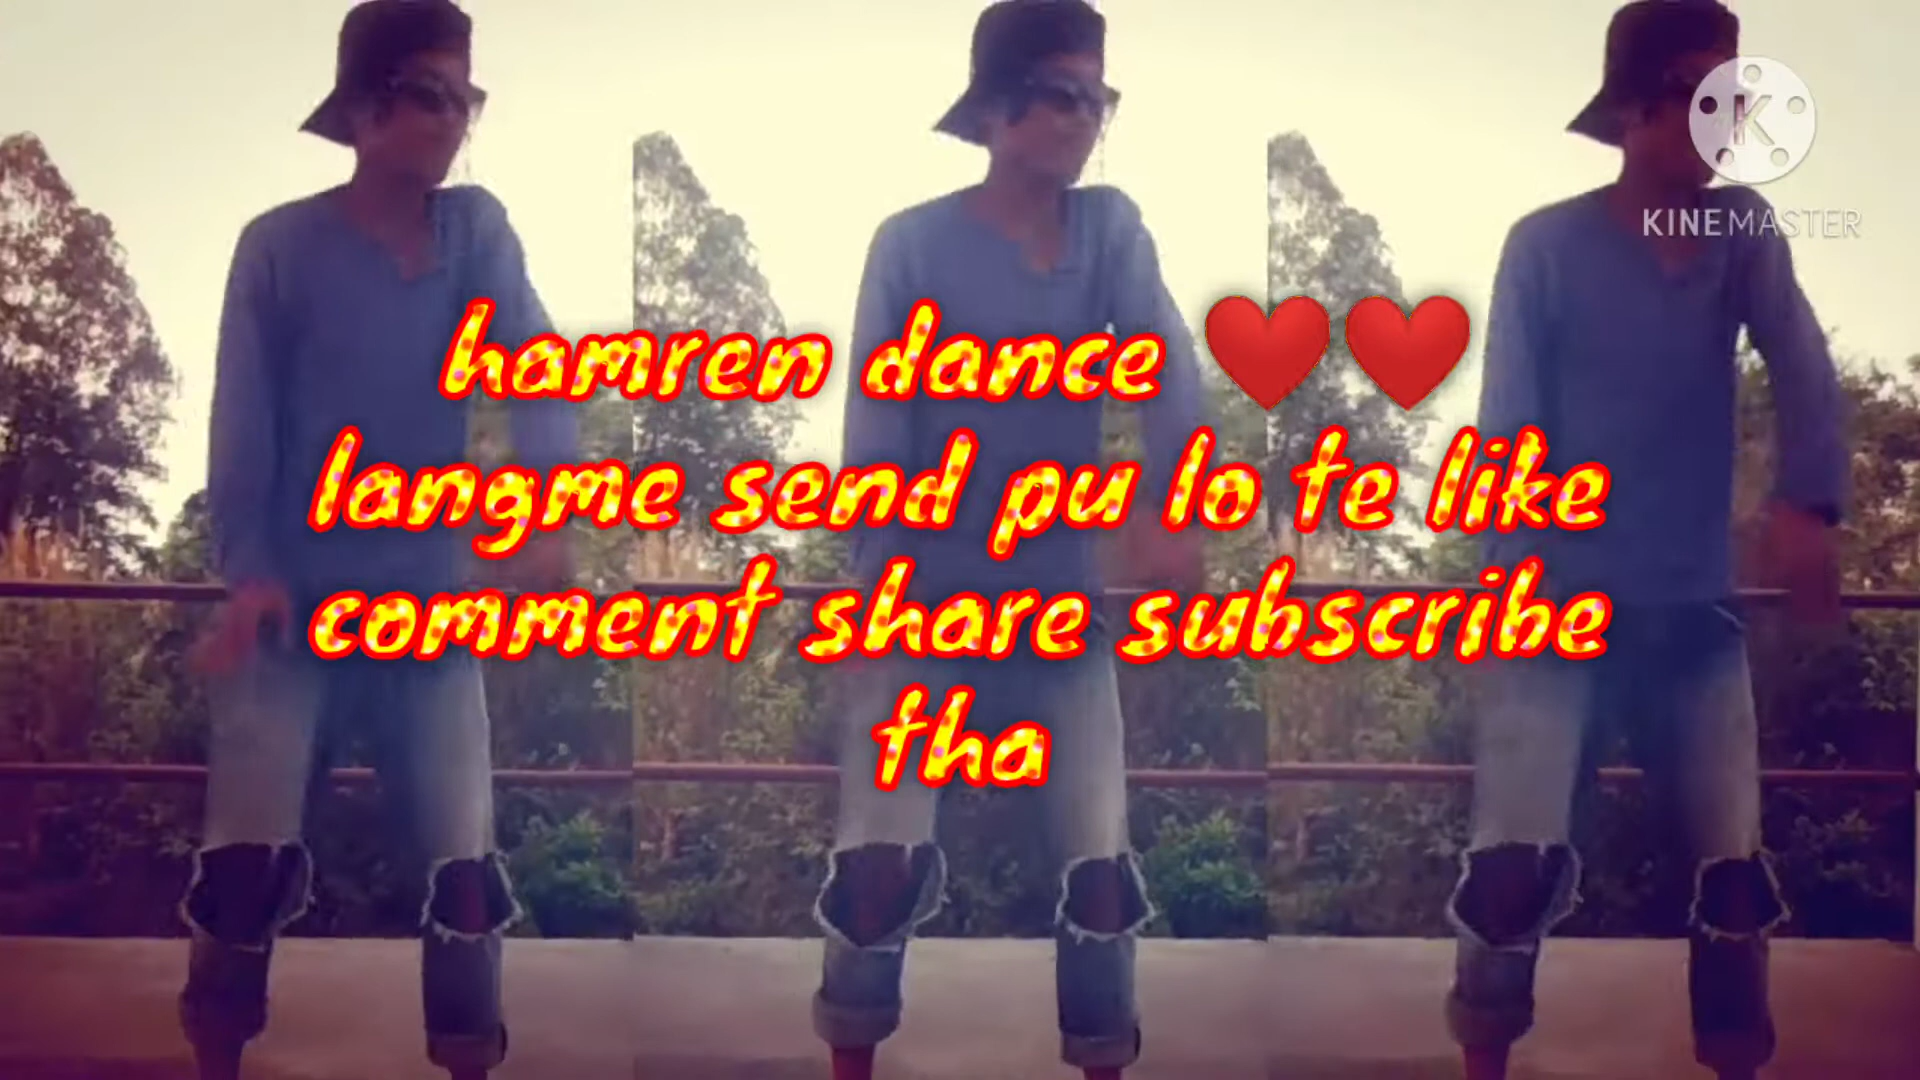 KINEMASTER
hamren dance ❤️❤️
langme send pu lo te like
comment share subscribe
tha